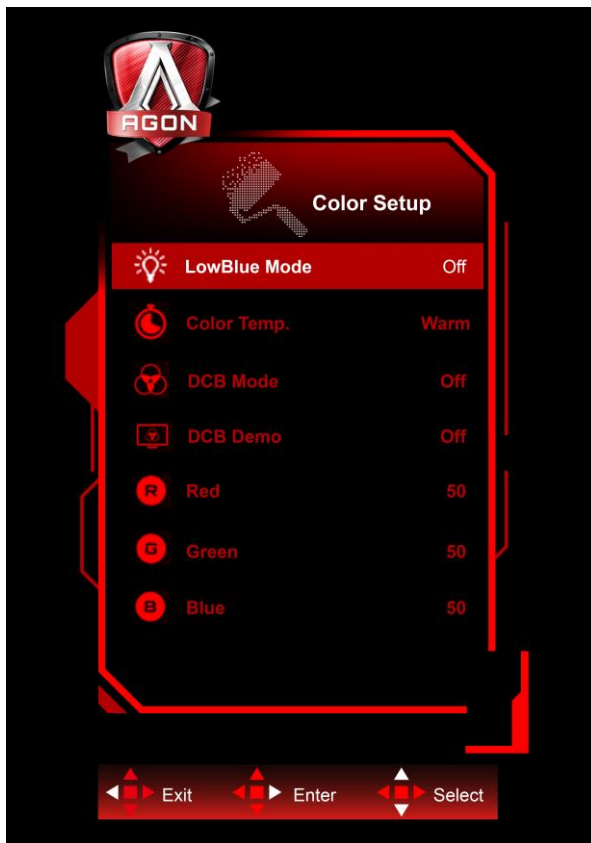 AGON
Color Setup
LowBlue Mode Off
Color Temp. Warm
DCB Mode Off
DCB Demo Off
R Red 50
G Green 50
B Blue 50
Exit Enter Select